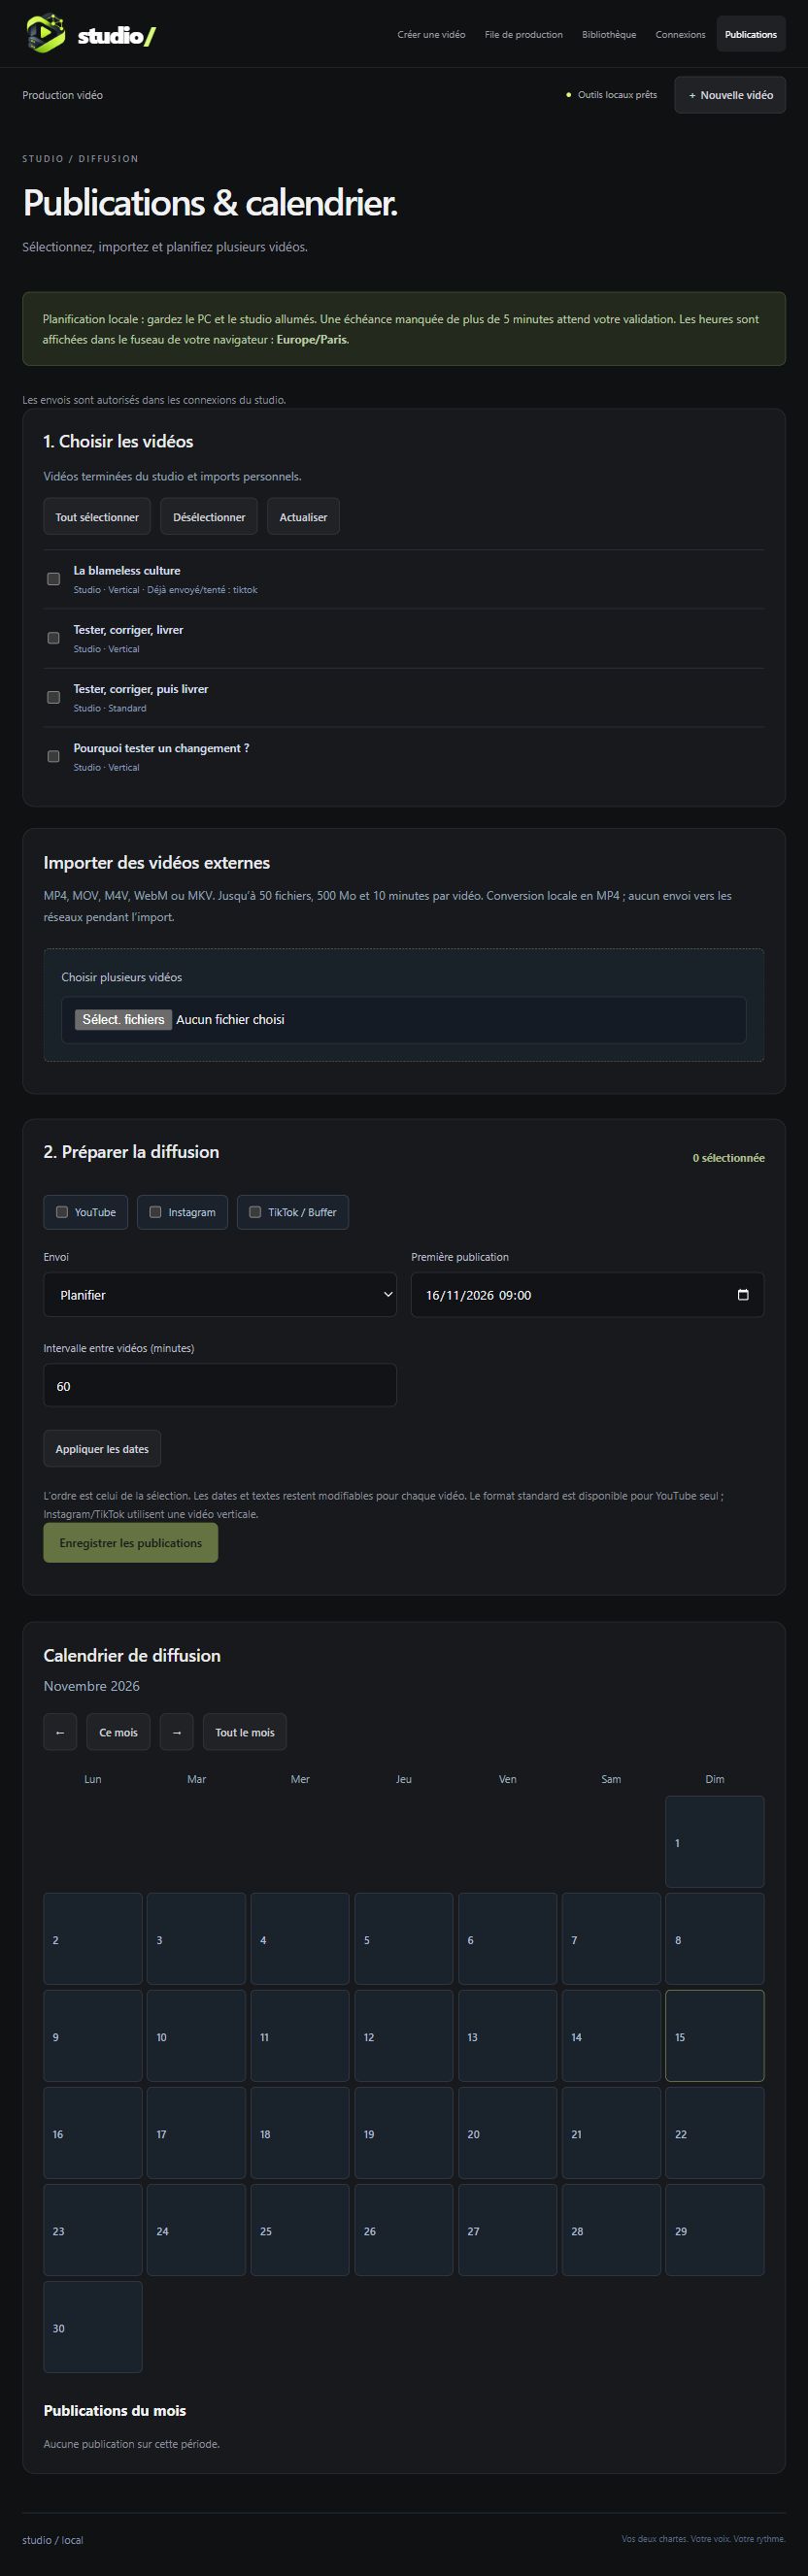 studio/
Créer une vidéo File de production Bibliothèque Connexions Publications
Production vidéo
Outils locaux prêts
+ Nouvelle vidéo
STUDIO / DIFFUSION
Publications & calendrier.
Sélectionnez, importez et planifiez plusieurs vidéos.
Planification locale : gardez le PC et le studio allumés. Une échéance manquée de plus de 5 minutes attend votre validation. Les heures sont
affichées dans le fuseau de votre navigateur : Europe/Paris.
Les envois sont autorisés dans les connexions du studio.
1. Choisir les vidéos
Vidéos terminées du studio et imports personnels.
Tout sélectionner Désélectionner Actualiser
La blameless culture
Studio · Vertical · Déjà envoyé/tenté : tiktok
Tester, corriger, livrer
Studio · Vertical
Tester, corriger, puis livrer
Studio · Standard
Pourquoi tester un changement ?
Studio · Vertical
Importer des vidéos externes
MP4, MOV, M4V, WebM ou MKV. Jusqu'à 50 fichiers, 500 Mo et 10 minutes par vidéo. Conversion locale en MP4 ; aucun envoi vers les
réseaux pendant l'import.
Choisir plusieurs vidéos
Sélect. fichiers Aucun fichier choisi
2. Préparer la diffusion
0 sélectionnée
YouTube Instagram TikTok / Buffer
Envoi Première publication
Planifier 16/11/2026 09:00
Intervalle entre vidéos (minutes)
60
Appliquer les dates
L'ordre est celui de la sélection. Les dates et textes restent modifiables pour chaque vidéo. Le format standard est disponible pour YouTube seul ;
Instagram/TikTok utilisent une vidéo verticale.
Enregistrer les publications
Calendrier de diffusion
Novembre 2026
← Ce mois → Tout le mois
Lun Mar Mer Jeu Ven Sam Dim
1
2 3 4 5 6 7 8
9 10 11 12 13 14 15
16 17 18 19 20 21 22
23 24 25 26 27 28 29
30
Publications du mois
Aucune publication sur cette période.
studio / local
Vos deux chartes. Votre voix. Votre rythme.